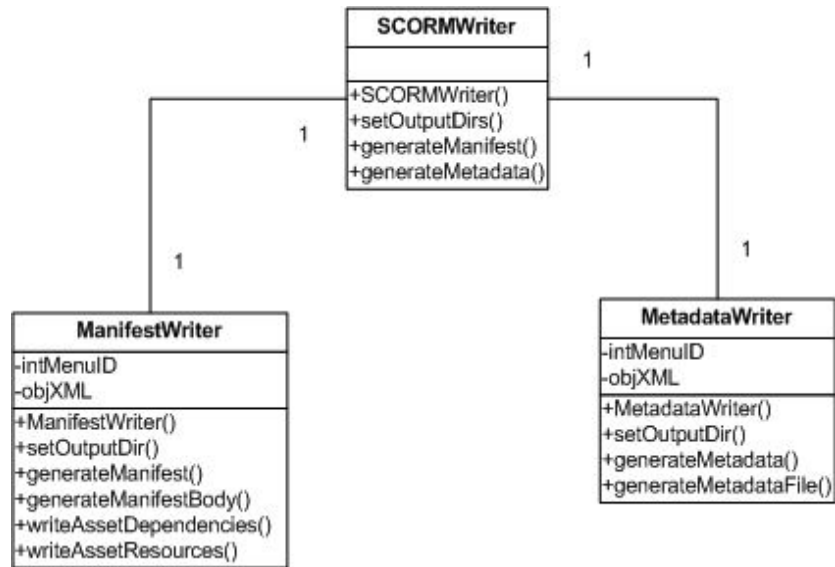 SCORMWriter
+SCORMWriter()
+setOutputDirs()
+generateManifest()
+generateMetadata()
1
1
1
1
ManifestWriter
-intMenuID
-objXML
+ManifestWriter()
+setOutputDir()
+generateManifest()
+generateManifestBody()
+writeAssetDependencies()
+writeAssetResources()
MetadataWriter
-intMenuID
-objXML
+MetadataWriter()
+setOutputDir()
+generateMetadata()
+generateMetadataFile()